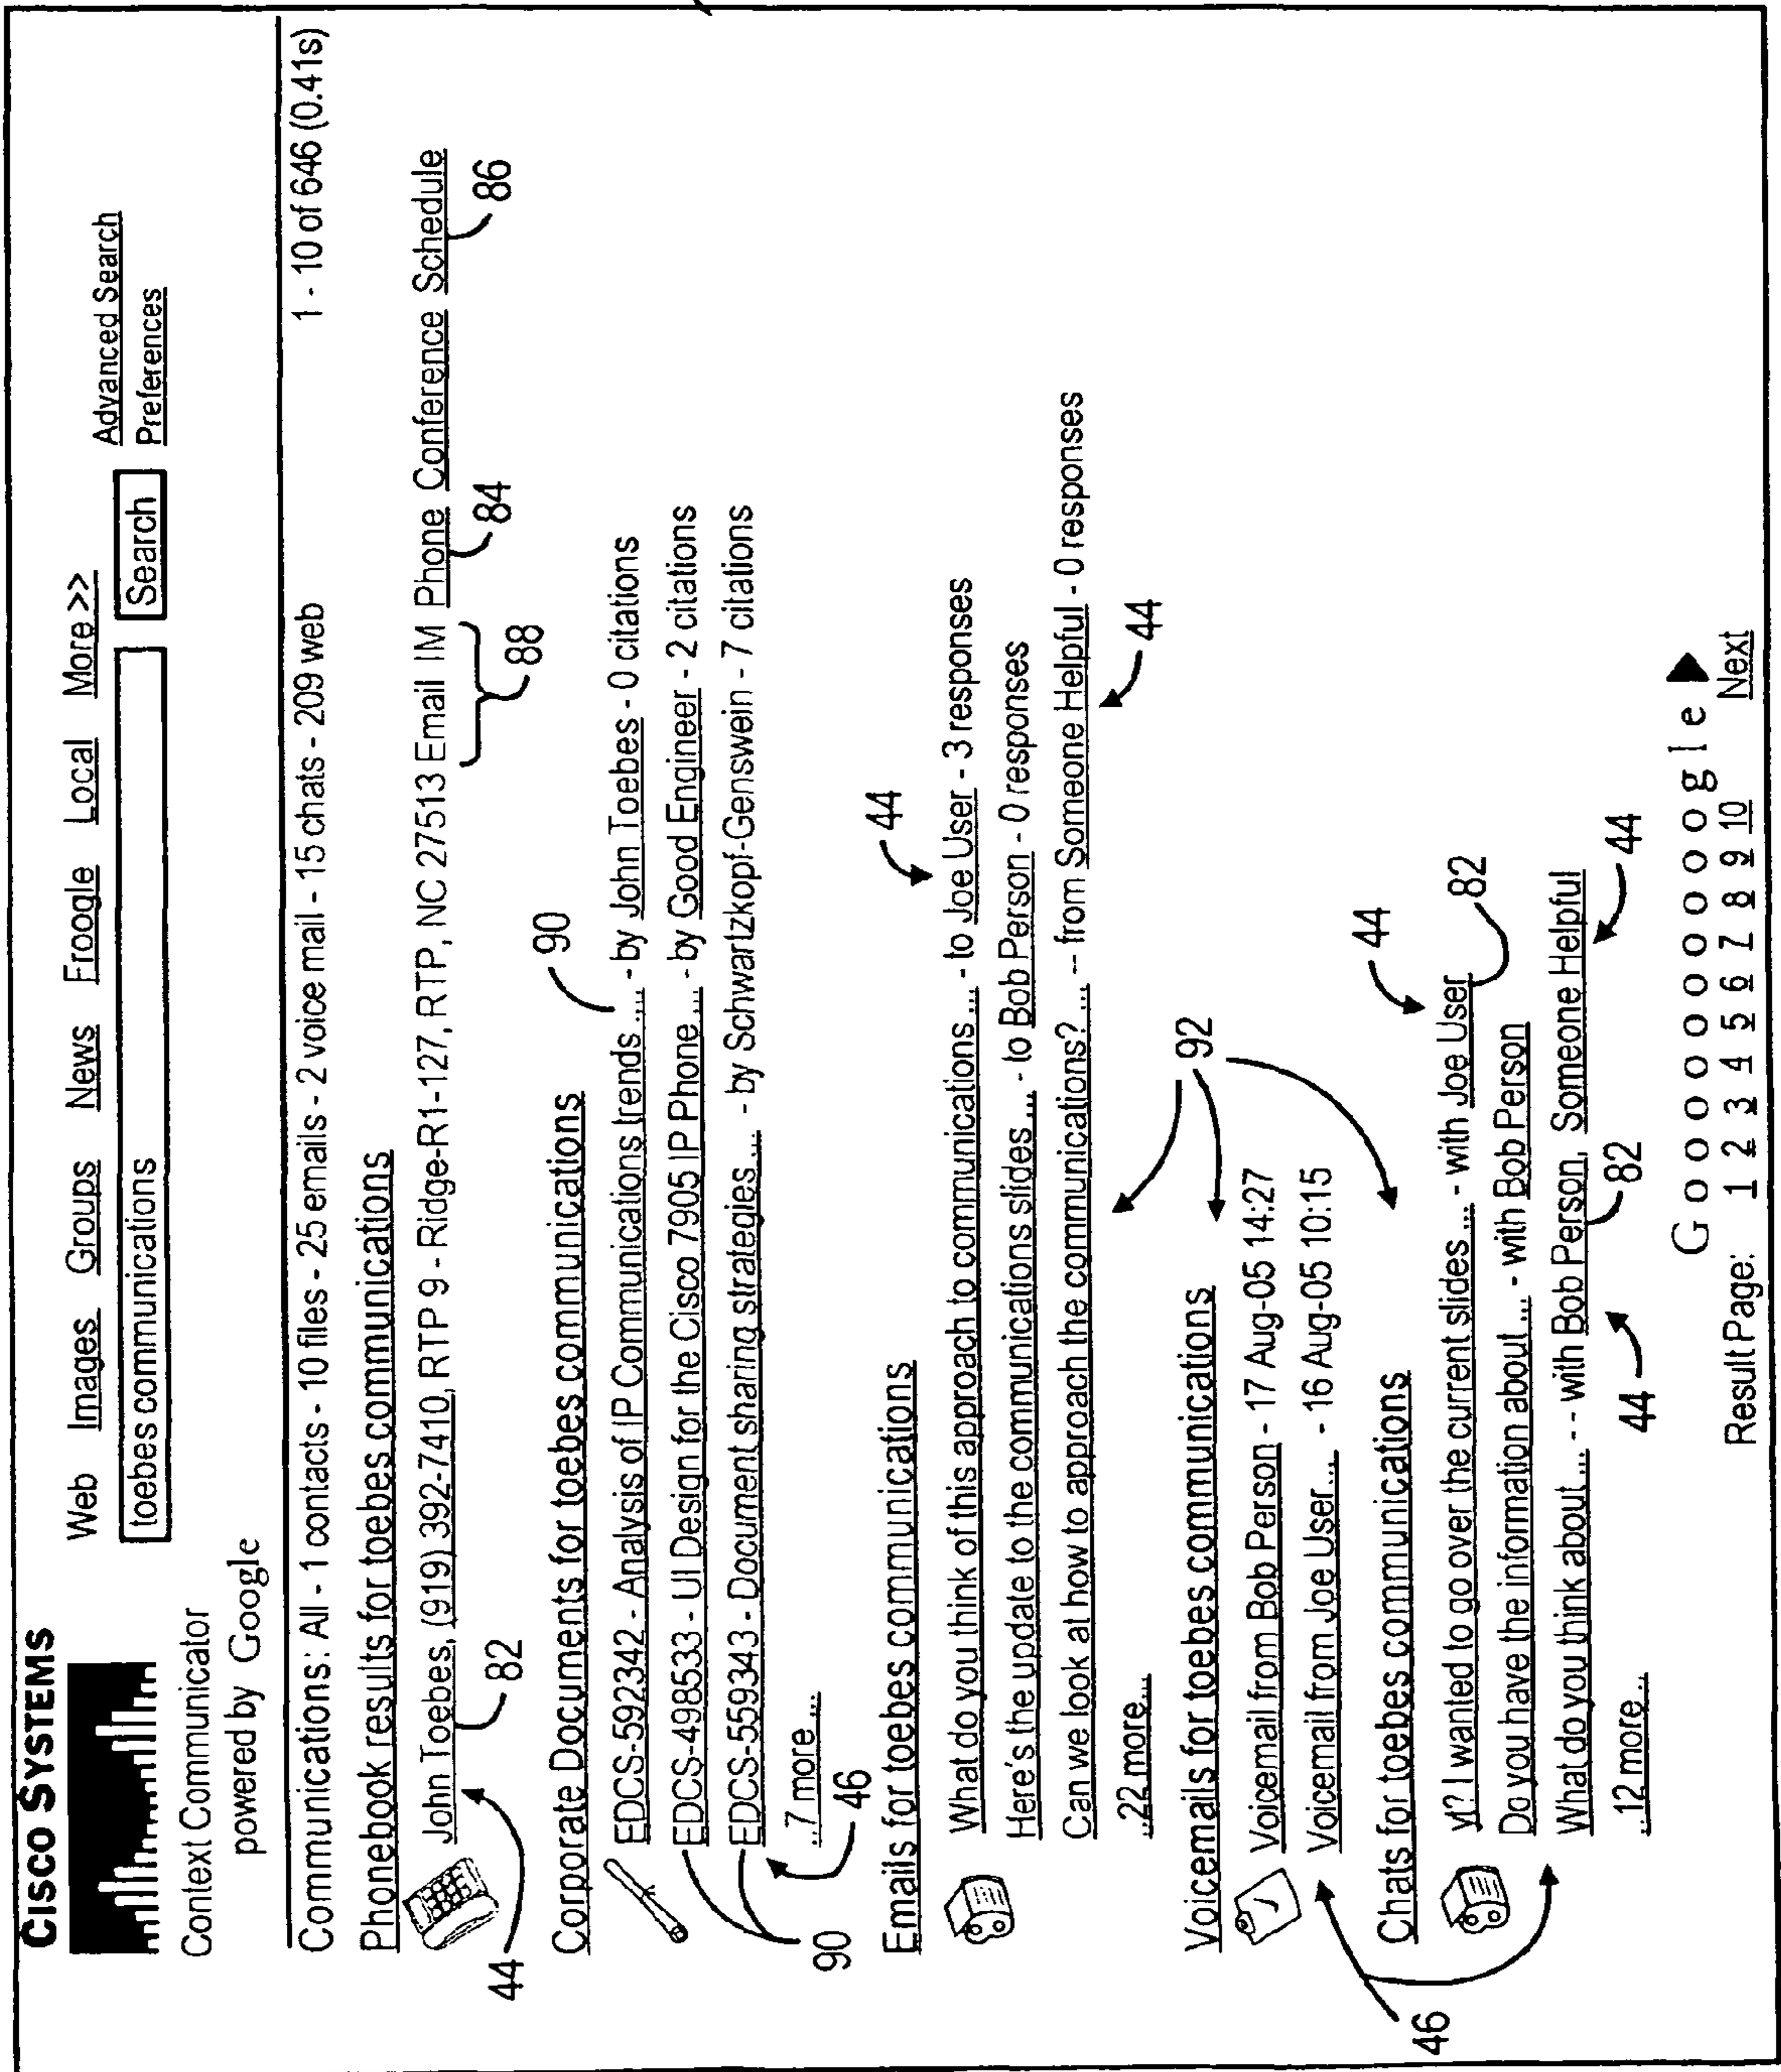 CISCO SYSTEMS
Web Images Groups News Froogle Local More >>
toebes communications Search Advanced Search
Preferences
Context Communicator
powered by Google
Communications: All - 1 contacts - 10 files - 25 emails - 2 voice mail - 15 chats - 209 web 1 - 10 of 646 (0.41s)
Phonebook results for toebes communications
John Toebes, (919) 392-7410, RTP 9 - Ridge-R1-127, RTP, NC 27513 Email IM Phone Conference Schedule
44 82 88 84 86
Corporate Documents for toebes communications
90
EDCS-592342 - Analysis of IP Communications trends ... - by John Toebes - 0 citations
EDCS-498533 - UI Design for the Cisco 7905 IP Phone ... - by Good Engineer - 2 citations
EDCS-559343 - Document sharing strategies ... - by Schwartzkopf-Genswein - 7 citations
...7 more ...
90 46
Emails for toebes communications
44
What do you think of this approach to communications ... - to Joe User - 3 responses
Here's the update to the communications slides ... - to Bob Person - 0 responses
Can we look at how to approach the communications? ... -- from Someone Helpful - 0 responses
44
...22 more...
92
Voicemails for toebes communications
Voicemail from Bob Person - 17 Aug-05 14:27
Voicemail from Joe User... - 16 Aug-05 10:15
Chats for toebes communications
44
yt? I wanted to go over the current slides ... - with Joe User
82
Do you have the information about ... - with Bob Person
What do you think about ... - - with Bob Person, Someone Helpful
46 44 82 44
...12 more ..
G o o o o o o o o o o g l e
Result Page: 1 2 3 4 5 6 7 8 9 10 Next